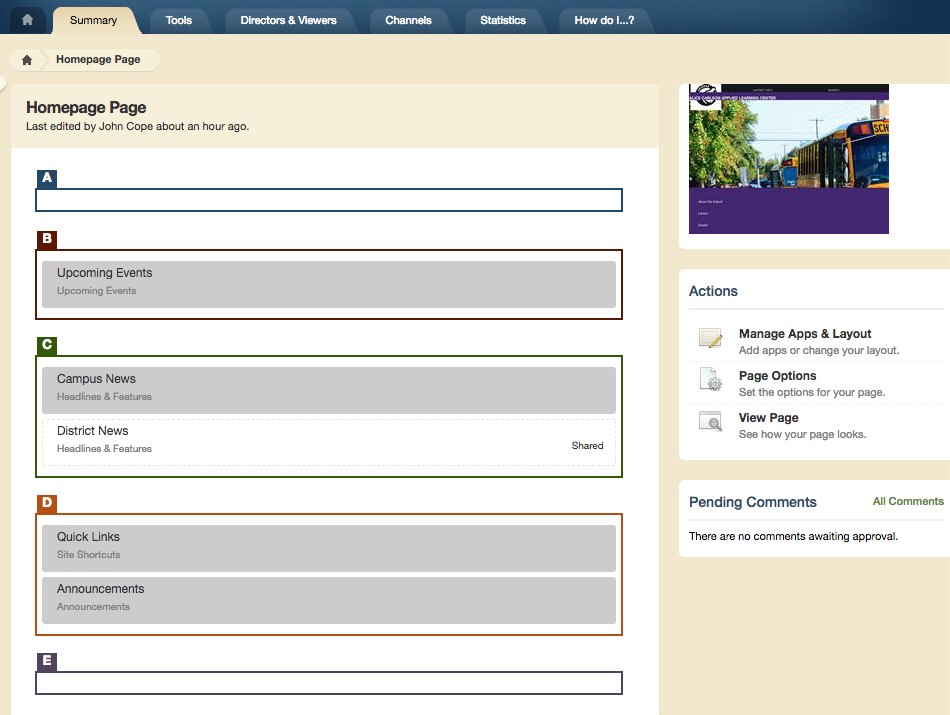 Summary
Tools
Directors & Viewers
Channels
Statistics
How do I...?
Homepage Page
Homepage Page
Last edited by John Cope about an hour ago.
A
B
Upcoming Events
Upcoming Events
C
Campus News
Headlines & Features
District News
Headlines & Features
Shared
D
Quick Links
Site Shortcuts
Announcements
Announcements
E
ALICE CARLSON APPLIED LEARNING CENTER
SCH
About Our School
Actions
Manage Apps & Layout
Add apps or change your layout.
Page Options
Set the options for your page.
View Page
See how your page looks.
Pending Comments
All Comments
There are no comments awaiting approval.